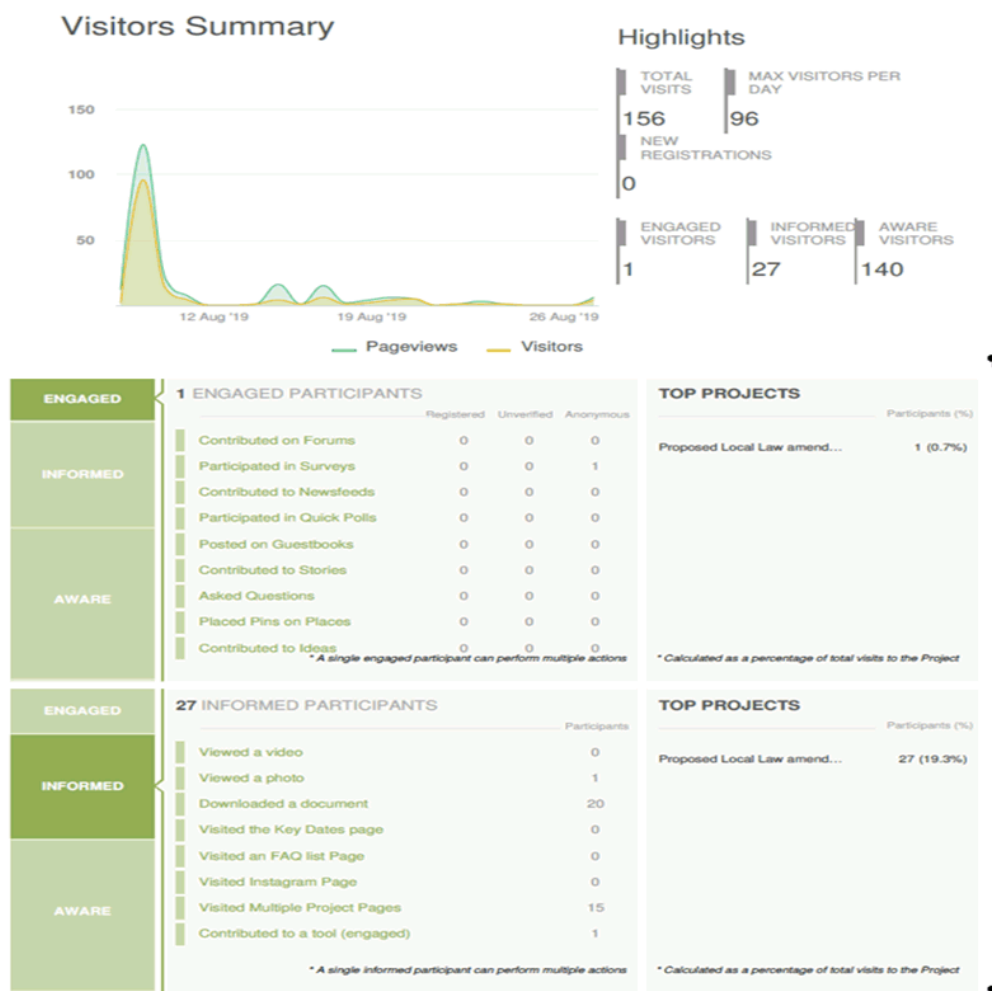 Visitors Summary
150
100
50
12 Aug '19 19 Aug '19 26 Aug '19
Pageviews Visitors
Highlights
TOTAL VISITS
156
MAX VISITORS PER DAY
96
NEW REGISTRATIONS
0
ENGAGED VISITORS
1
INFORMED VISITORS
27
AWARE VISITORS
140
ENGAGED
INFORMED
AWARE
1 ENGAGED PARTICIPANTS
Registered Unverified Anonymous
Contributed on Forums 0 0 0
Participated in Surveys 0 0 1
Contributed to Newsfeeds 0 0 0
Participated in Quick Polls 0 0 0
Posted on Guestbooks 0 0 0
Contributed to Stories 0 0 0
Asked Questions 0 0 0
Placed Pins on Places 0 0 0
Contributed to Ideas 0 0 0
* A single engaged participant can perform multiple actions
TOP PROJECTS
Participants (%)
Proposed Local Law amend... 1 (0.7%)
* Calculated as a percentage of total visits to the Project
ENGAGED
INFORMED
AWARE
27 INFORMED PARTICIPANTS
Participants
Viewed a video 0
Viewed a photo 1
Downloaded a document 20
Visited the Key Dates page 0
Visited an FAQ list Page 0
Visited Instagram Page 0
Visited Multiple Project Pages 15
Contributed to a tool (engaged) 1
* A single informed participant can perform multiple actions
TOP PROJECTS
Participants (%)
Proposed Local Law amend... 27 (19.3%)
* Calculated as a percentage of total visits to the Project